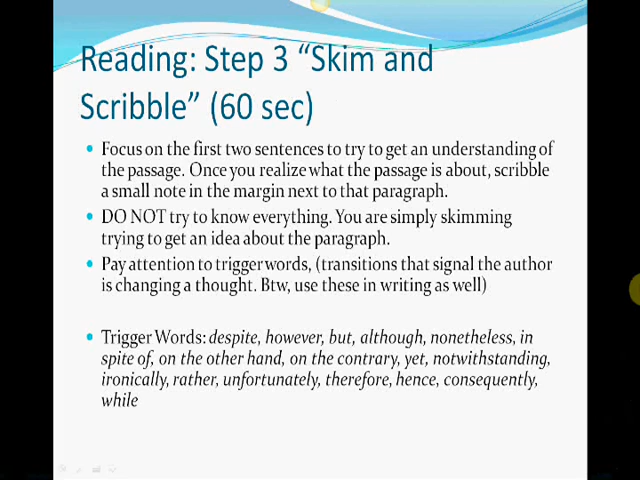 Reading: Step 3 “Skim and
Scribble” (60 sec)
Focus on the first two sentences to try to get an understanding of
the passage. Once you realize what the passage is about, scribble
a small note in the margin next to that paragraph.
DO NOT try to know everything. You are simply skimming
trying to get an idea about the paragraph.
Pay attention to trigger words, (transitions that signal the author
is changing a thought. Btw, use these in writing as well)
Trigger Words: despite, however, but, although, nonetheless, in
spite of, on the other hand, on the contrary, yet, notwithstanding,
ironically, rather, unfortunately, therefore, hence, consequently,
while